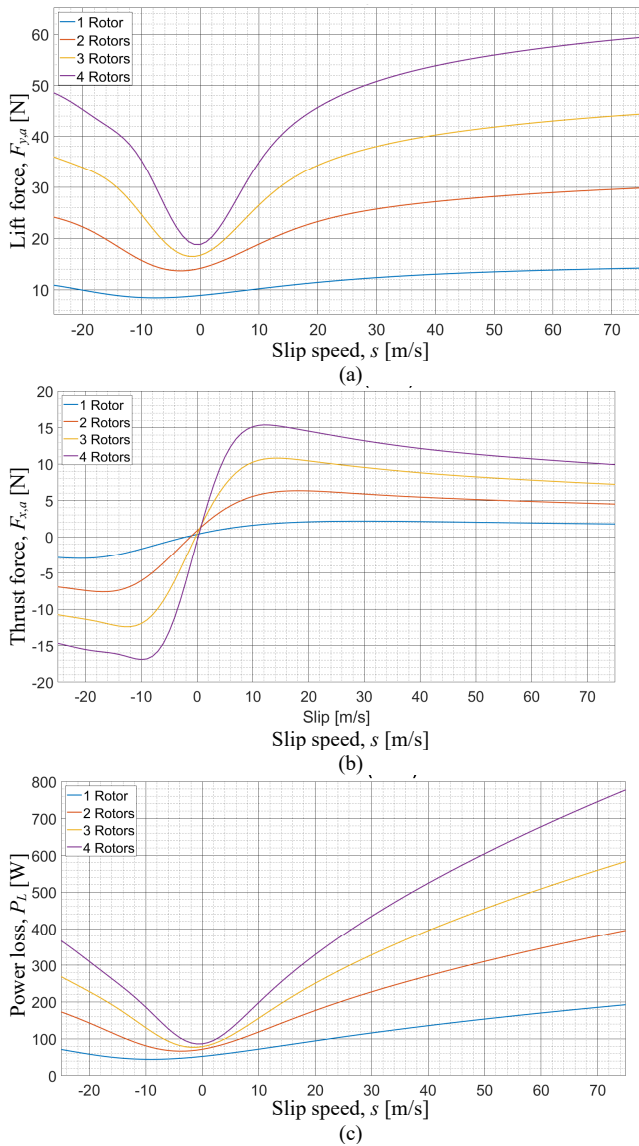 1 Rotor
2 Rotors
3 Rotors
4 Rotors
Lift force, F_{y,a} [N]
60
50
40
30
20
10
-20 -10 0 10 20 30 40 50 60 70
Slip speed, s [m/s]
(a)
1 Rotor
2 Rotors
3 Rotors
4 Rotors
Thrust force, F_{x,a} [N]
20
15
10
5
0
-5
-10
-15
-20
-20 -10 0 10 20 30 40 50 60 70
Slip [m/s]
Slip speed, s [m/s]
(b)
1 Rotor
2 Rotors
3 Rotors
4 Rotors
Power loss, P_L [W]
800
700
600
500
400
300
200
100
0
-20 -10 0 10 20 30 40 50 60 70
Slip speed, s [m/s]
(c)